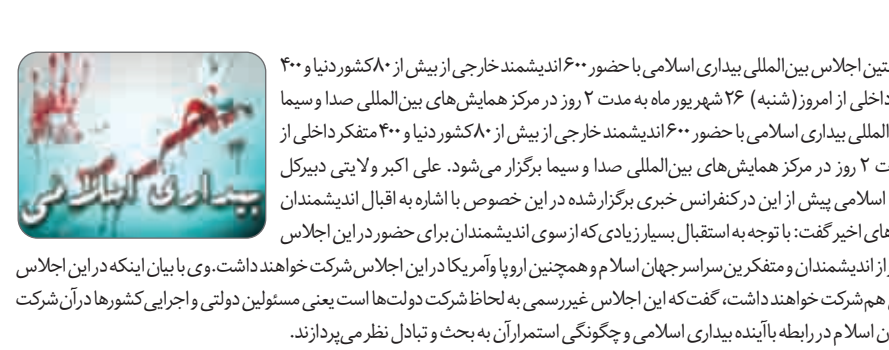 تین اجلاس بین‌المللی بیداری اسلامی با حضور ۶۰۰ اندیشمند خارجی از بیش از ۸۰ کشور دنیا و ۴۰۰
داخلی از امروز (شنبه) ۲۶ شهریور ماه به مدت ۲ روز در مرکز همایش‌های بین‌المللی صدا و سیما
المللی بیداری اسلامی با حضور ۶۰۰ اندیشمند خارجی از بیش از ۸۰ کشور دنیا و ۴۰۰ متفکر داخلی از
ت ۲ روز در مرکز همایش‌های بین‌المللی صدا و سیما برگزار می‌شود. علی اکبر ولایتی دبیرکل
اسلامی پیش از این در کنفرانس خبری برگزار شده در این خصوص با اشاره به اقبال اندیشمندان
های اخیر گفت: با توجه به استقبال بسیار زیادی که از سوی اندیشمندان برای حضور در این اجلاس
از اندیشمندان و متفکرین سراسر جهان اسلام و همچنین اروپا و آمریکا در این اجلاس شرکت خواهند داشت. وی با بیان اینکه در این اجلاس
هم شرکت خواهند داشت، گفت که این اجلاس غیررسمی به لحاظ شرکت دولت‌ها است یعنی مسئولین دولتی و اجرایی کشورها در آن شرکت
ن اسلام در رابطه با آینده بیداری اسلامی و چگونگی استمرار آن به بحث و تبادل نظر می‌پردازند.
بیداری اسلامی